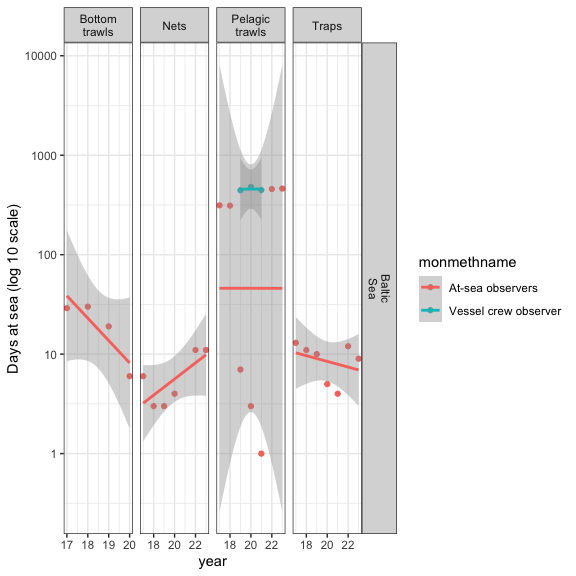 Bottom
trawls
Nets
Pelagic
trawls
Traps
10000
1000
100
10
1
Days at sea (log 10 scale)
17 18 19 20
18 20 22
18 20 22
18 20 22
year
Baltic
Sea
monmethname
At-sea observers
Vessel crew observer